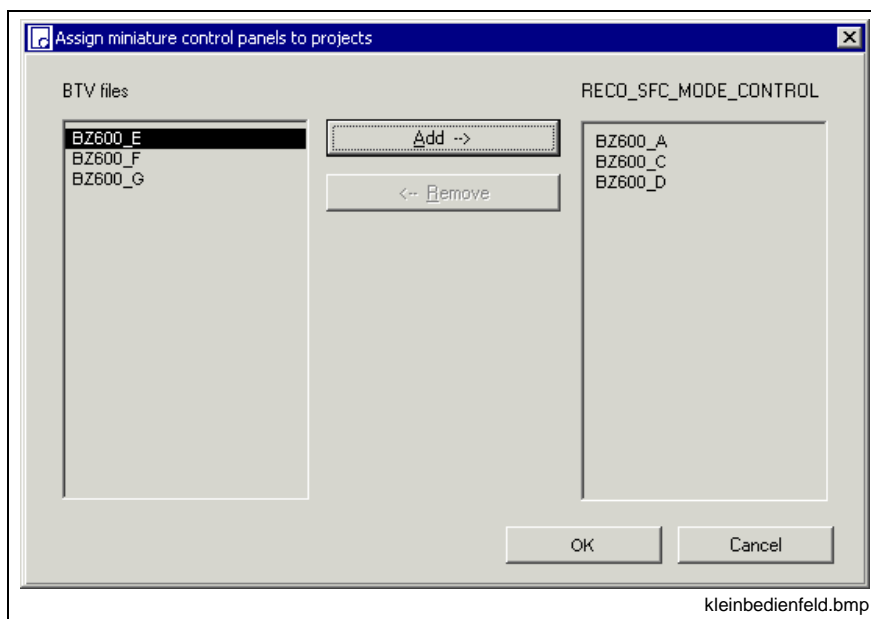 Assign miniature control panels to projects
BTV files
RECO_SFC_MODE_CONTROL
BZ600_E
BZ600_F
BZ600_G
Add -->
<-- Remove
BZ600_A
BZ600_C
BZ600_D
OK
Cancel
kleinbedienfeld.bmp